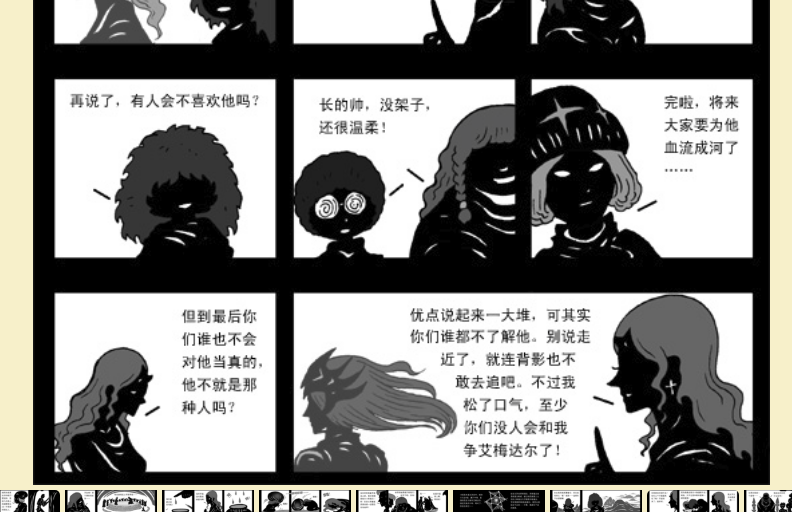 再说了，有人会不喜欢他吗？
长的帅，没架子，
还很温柔！
完啦，将来
大家要为他
血流成河了
……
但到最后你
们谁也不会
对他当真的，
他不就是那
种人吗？
优点说起来一大堆，可其实
你们谁都不了解他。别说走
近了，就连背影也不
敢去追吧。不过我
松了口气，至少
你们没人会和我
争艾梅达尔了！